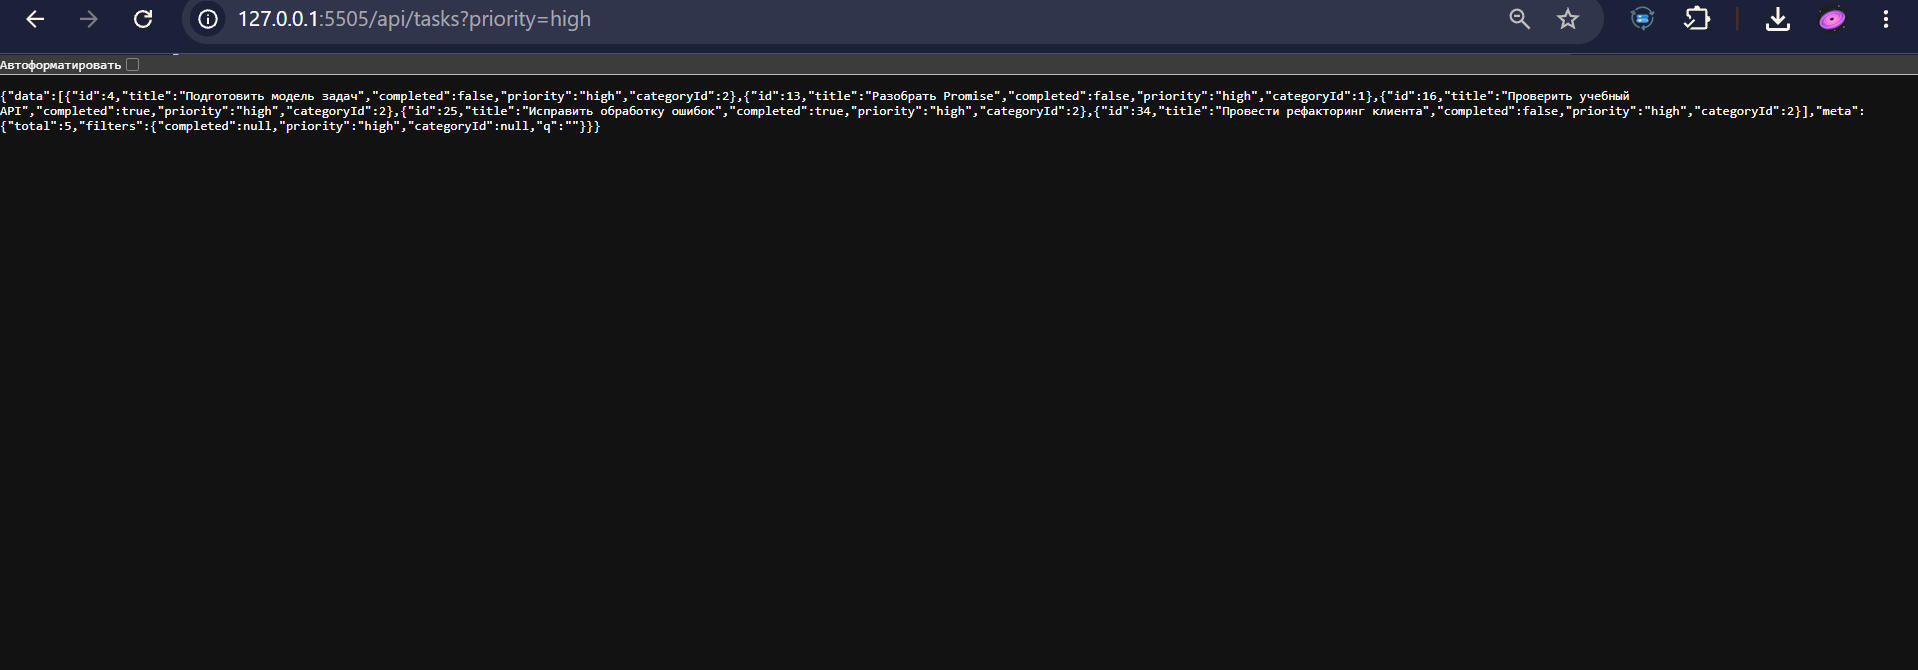 127.0.0.1:5505/api/tasks?priority=high
Автоформатировать
{"data":[{"id":4,"title":"Подготовить модель задач","completed":false,"priority":"high","categoryId":2},{"id":13,"title":"Разобрать Promise","completed":false,"priority":"high","categoryId":1},{"id":16,"title":"Проверить учебный
API","completed":true,"priority":"high","categoryId":2},{"id":25,"title":"Исправить обработку ошибок","completed":true,"priority":"high","categoryId":2},{"id":34,"title":"Провести рефакторинг клиента","completed":false,"priority":"high","categoryId":2}],"meta":
{"total":5,"filters":{"completed":null,"priority":"high","categoryId":null,"q":""}}}